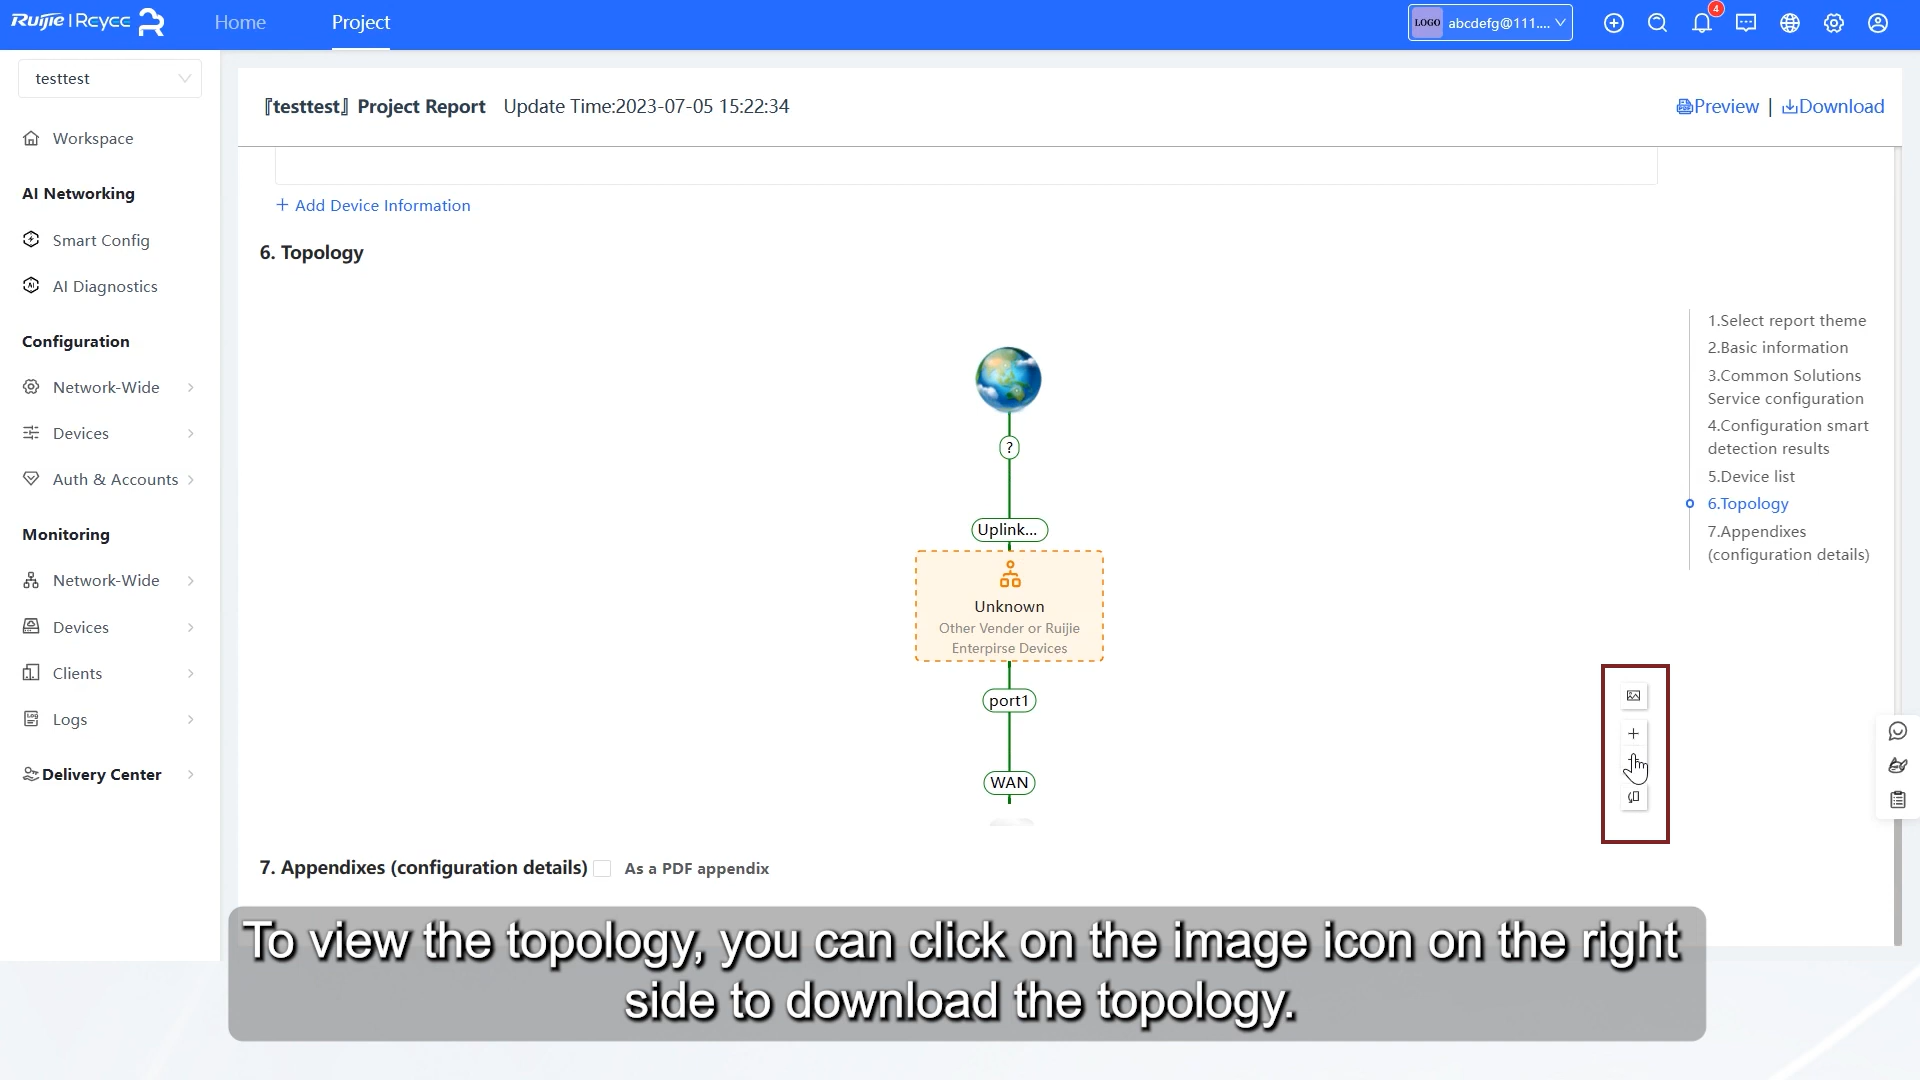 Ruijie | Rcycc
Home
Project
LOGO
abcdefg@111....
4
testtest
『testtest』 Project Report
Update Time:2023-07-05 15:22:34
Preview | Download
Workspace
AI Networking
Smart Config
AI Diagnostics
Configuration
Network-Wide
Devices
Auth & Accounts
Monitoring
Network-Wide
Devices
Clients
Logs
Delivery Center
+ Add Device Information
6. Topology
?
Uplink...
Unknown
Other Vender or Ruijie
Enterpirse Devices
port1
WAN
1.Select report theme
2.Basic information
3.Common Solutions
Service configuration
4.Configuration smart
detection results
5.Device list
6.Topology
7.Appendixes
(configuration details)
7. Appendixes (configuration details)
As a PDF appendix
To view the topology, you can click on the image icon on the right
side to download the topology.